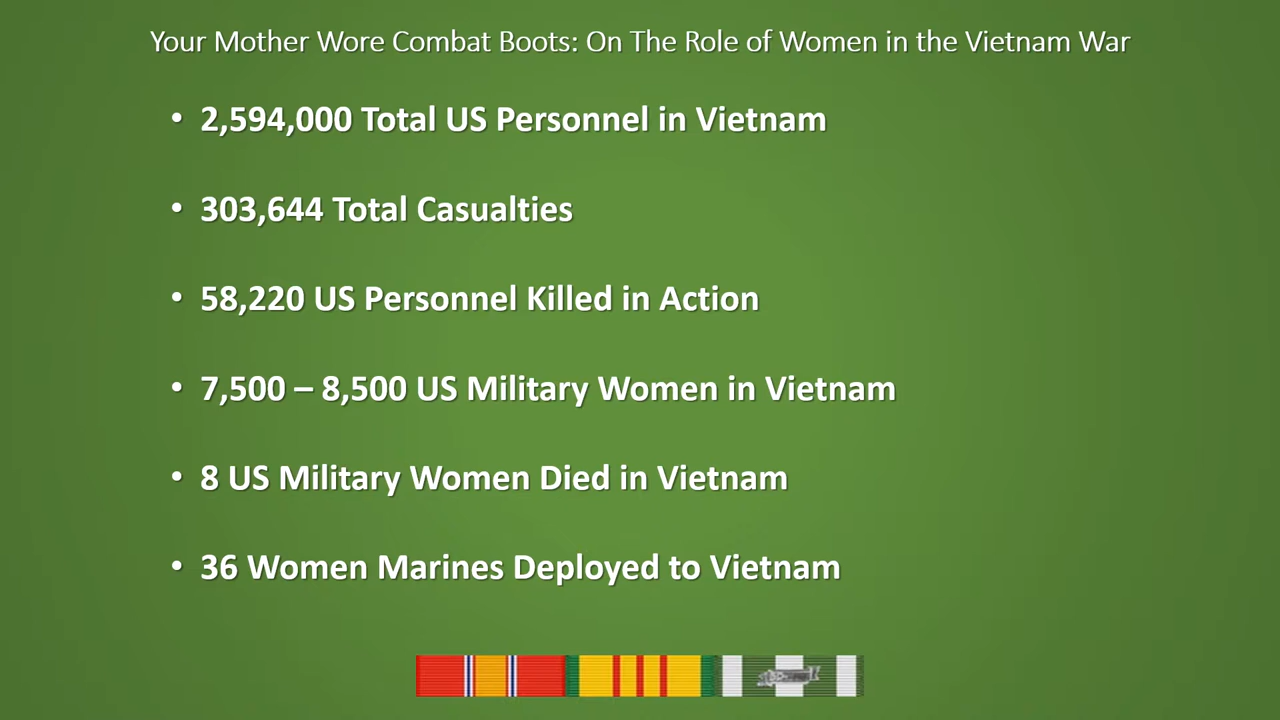 Your Mother Wore Combat Boots: On The Role of Women in the Vietnam War
• 2,594,000 Total US Personnel in Vietnam
• 303,644 Total Casualties
• 58,220 US Personnel Killed in Action
• 7,500 – 8,500 US Military Women in Vietnam
• 8 US Military Women Died in Vietnam
• 36 Women Marines Deployed to Vietnam